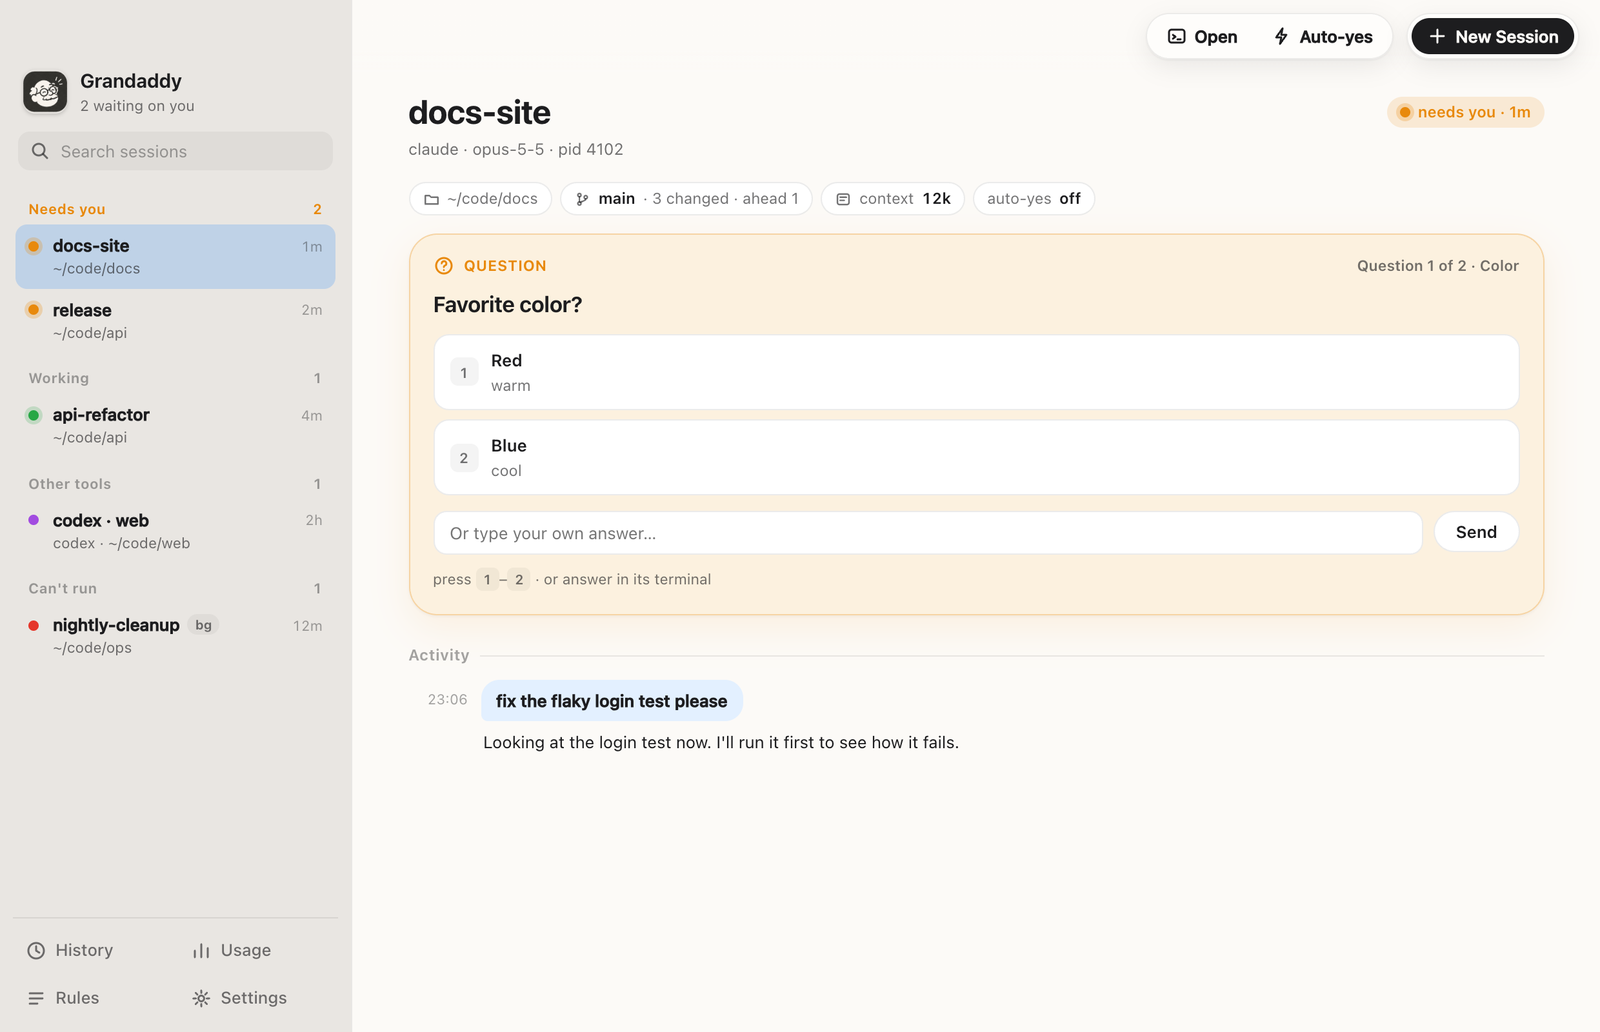 Grandaddy
2 waiting on you
Search sessions
Needs you 2
docs-site 1m
~/code/docs
release 2m
~/code/api
Working 1
api-refactor 4m
~/code/api
Other tools 1
codex · web 2h
codex · ~/code/web
Can't run 1
nightly-cleanup bg 12m
~/code/ops
History
Usage
Rules
Settings
Open
Auto-yes
New Session
docs-site
needs you · 1m
claude · opus-5-5 · pid 4102
~/code/docs
main · 3 changed · ahead 1
context 12k
auto-yes off
QUESTION
Question 1 of 2 · Color
Favorite color?
1
Red
warm
2
Blue
cool
Or type your own answer...
Send
press 1–2 · or answer in its terminal
Activity
23:06
fix the flaky login test please
Looking at the login test now. I'll run it first to see how it fails.